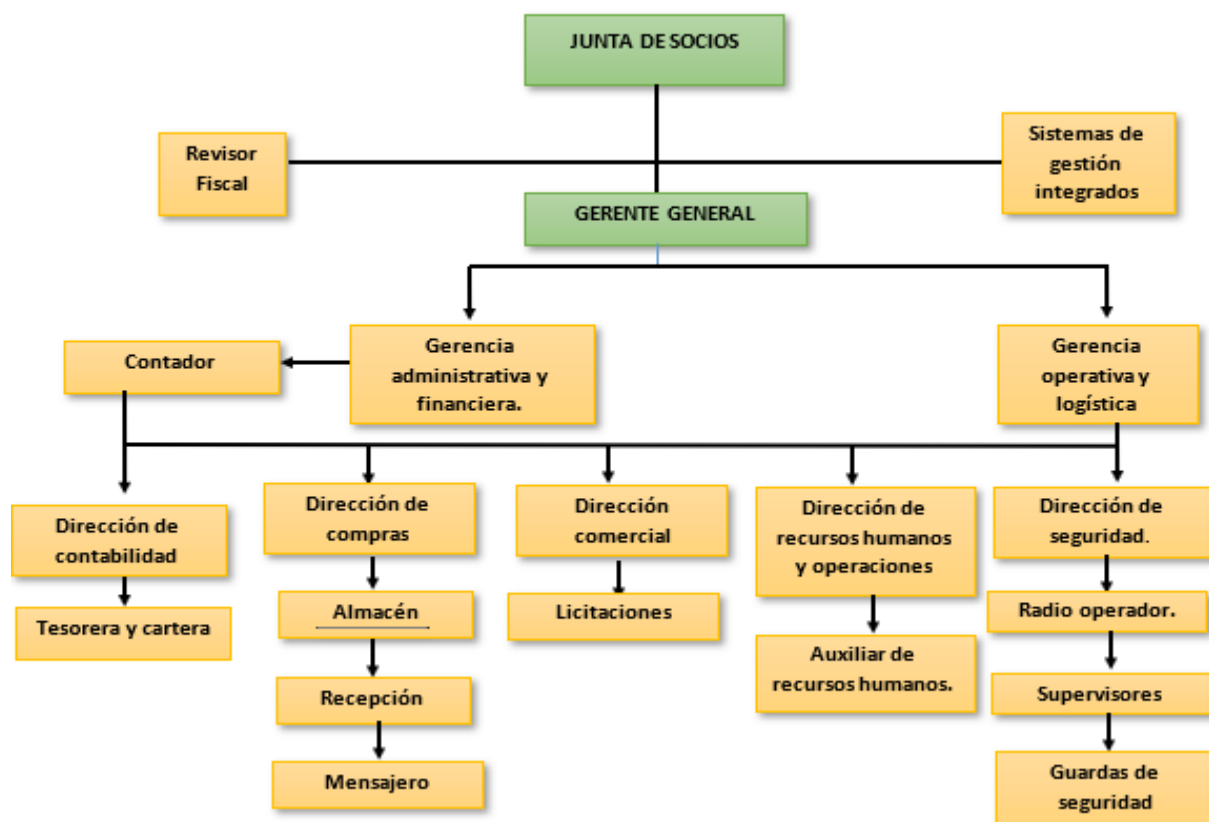 JUNTA DE SOCIOS
Revisor
Fiscal
Sistemas de
gestión
integrados
GERENTE GENERAL
Contador
Gerencia
administrativa y
financiera.
Gerencia
operativa y
logística
Dirección de
contabilidad
Dirección de
compras
Dirección
comercial
Dirección de
recursos humanos
y operaciones
Dirección de
seguridad.
Tesorera y cartera
Almacén
Licitaciones
Radio operador.
Auxiliar de
recursos humanos.
Recepción
Supervisores
Mensajero
Guardas de
seguridad